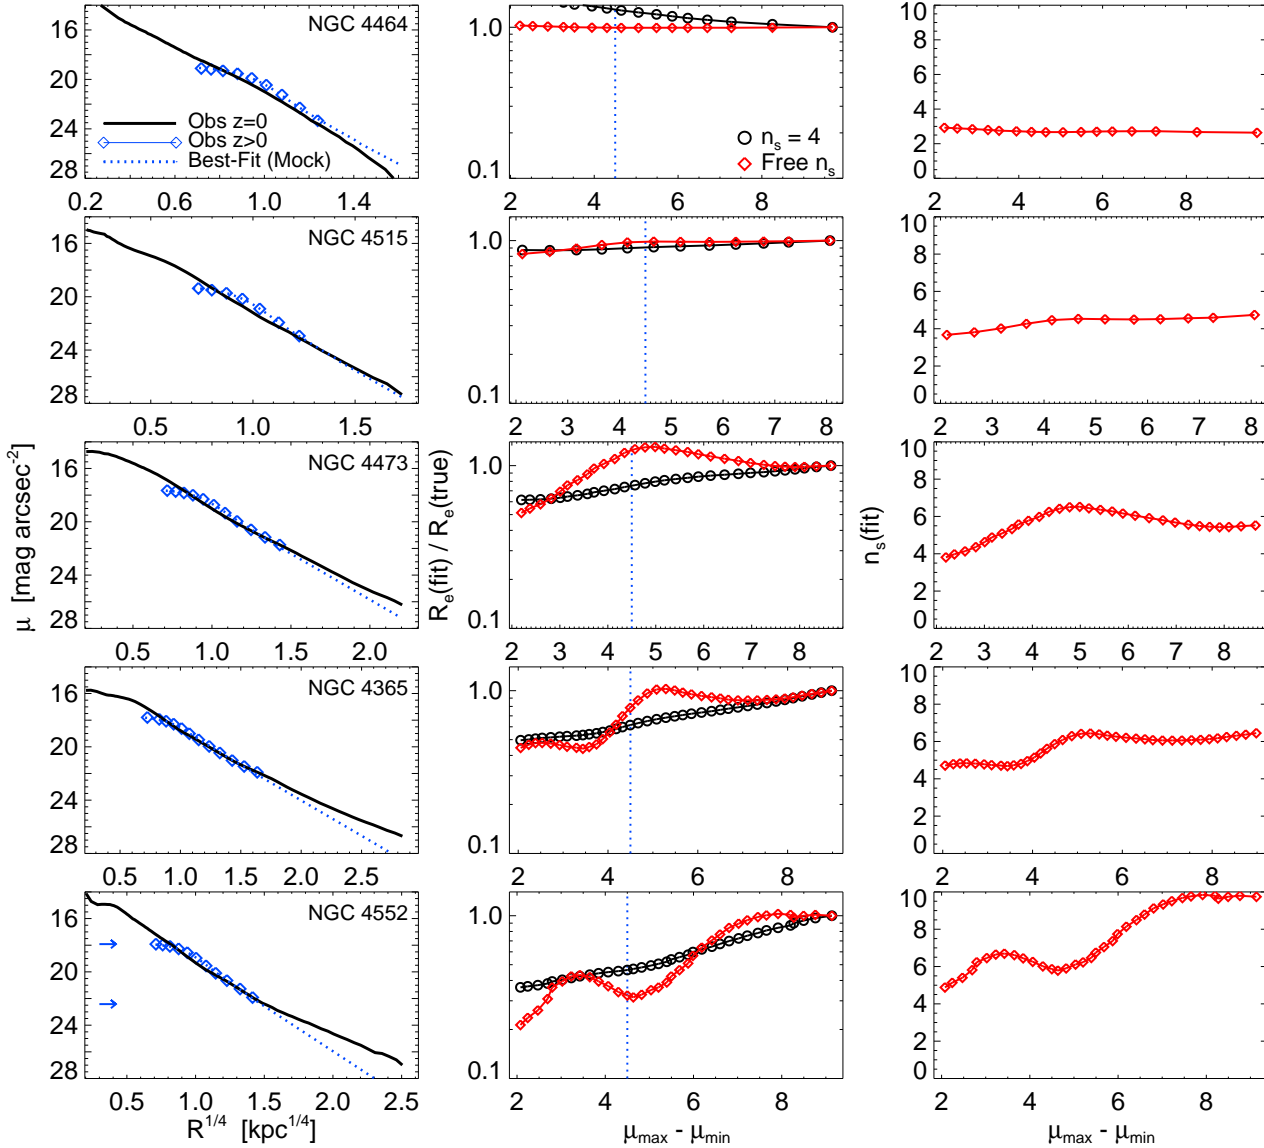 16
20
24
28
NGC 4464
Obs z=0
Obs z>0
Best-Fit (Mock)
0.2 0.6 1.0 1.4
1.0
0.1
n_s = 4
Free n_s
2 4 6 8
10
8
6
4
2
0
2 4 6 8
16
20
24
28
NGC 4515
0.5 1.0 1.5
1.0
0.1
2 3 4 5 6 7 8
10
8
6
4
2
0
2 3 4 5 6 7 8
μ [mag arcsec^-2]
16
20
24
28
NGC 4473
0.5 1.0 1.5 2.0
R_e(fit) / R_e(true)
1.0
0.1
2 3 4 5 6 7 8
n_s(fit)
10
8
6
4
2
0
2 3 4 5 6 7 8
16
20
24
28
NGC 4365
0.5 1.0 1.5 2.0 2.5
1.0
0.1
2 4 6 8
10
8
6
4
2
0
2 4 6 8
16
20
24
28
NGC 4552
0.5 1.0 1.5 2.0 2.5
R^1/4 [kpc^1/4]
1.0
0.1
2 3 4 5 6 7 8 9
μ_max - μ_min
10
8
6
4
2
0
2 4 6 8
μ_max - μ_min